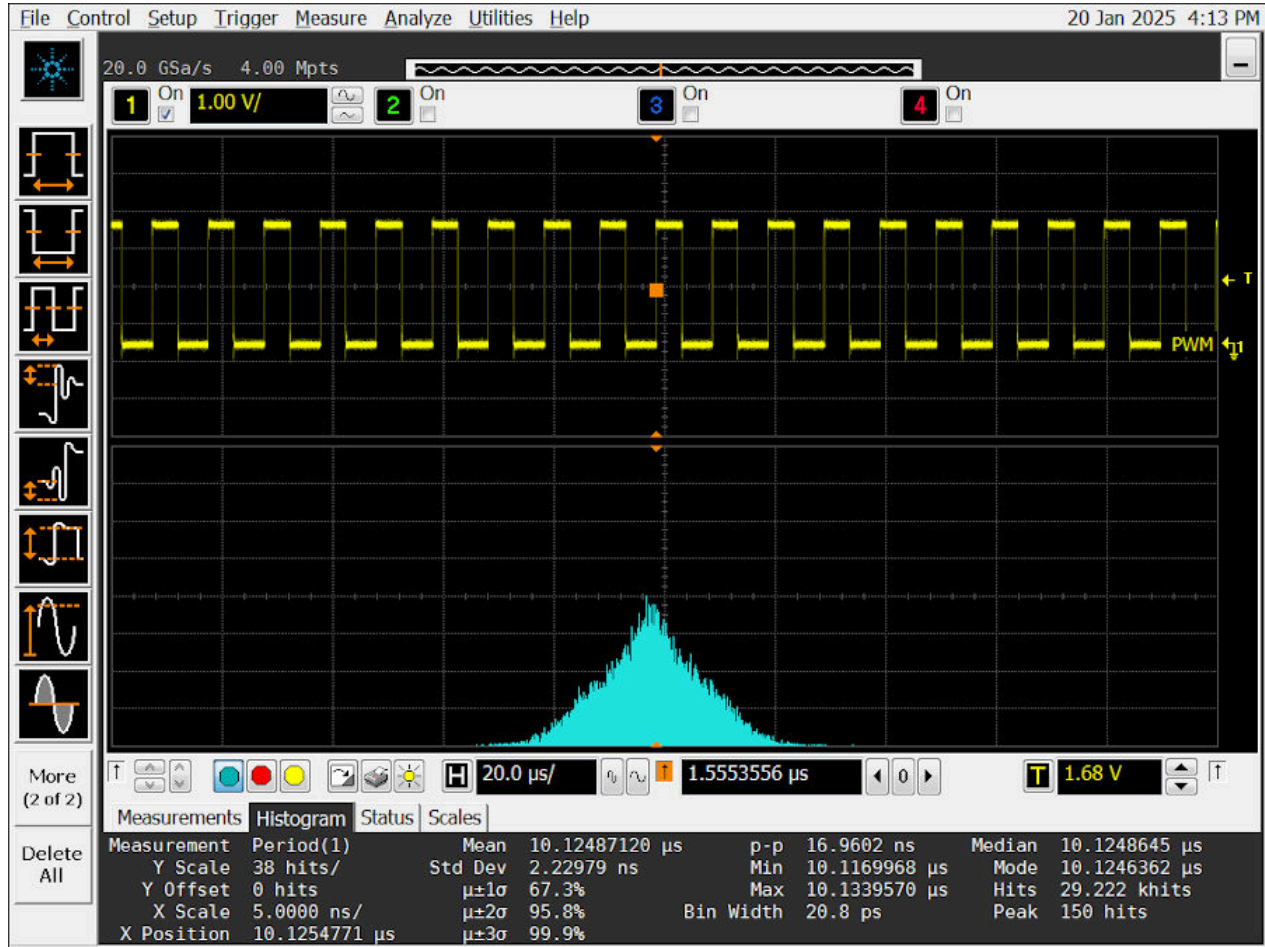 File Control Setup Trigger Measure Analyze Utilities Help 20 Jan 2025 4:13 PM
20.0 GSa/s 4.00 Mpts
1 On 1.00 V/ 2 On 3 On 4 On
T
PWM 1
More
(2 of 2)
Delete
All
H 20.0 µs/ 1.5553556 µs 0 T 1.68 V
Measurements Histogram Status Scales
Measurement Period(1) Mean 10.12487120 µs p-p 16.9602 ns Median 10.1248645 µs
Y Scale 38 hits/ Std Dev 2.22979 ns Min 10.1169968 µs Mode 10.1246362 µs
Y Offset 0 hits µ±1σ 67.3% Max 10.1339570 µs Hits 29.222 khits
X Scale 5.0000 ns/ µ±2σ 95.8% Bin Width 20.8 ps Peak 150 hits
X Position 10.1254771 µs µ±3σ 99.9%